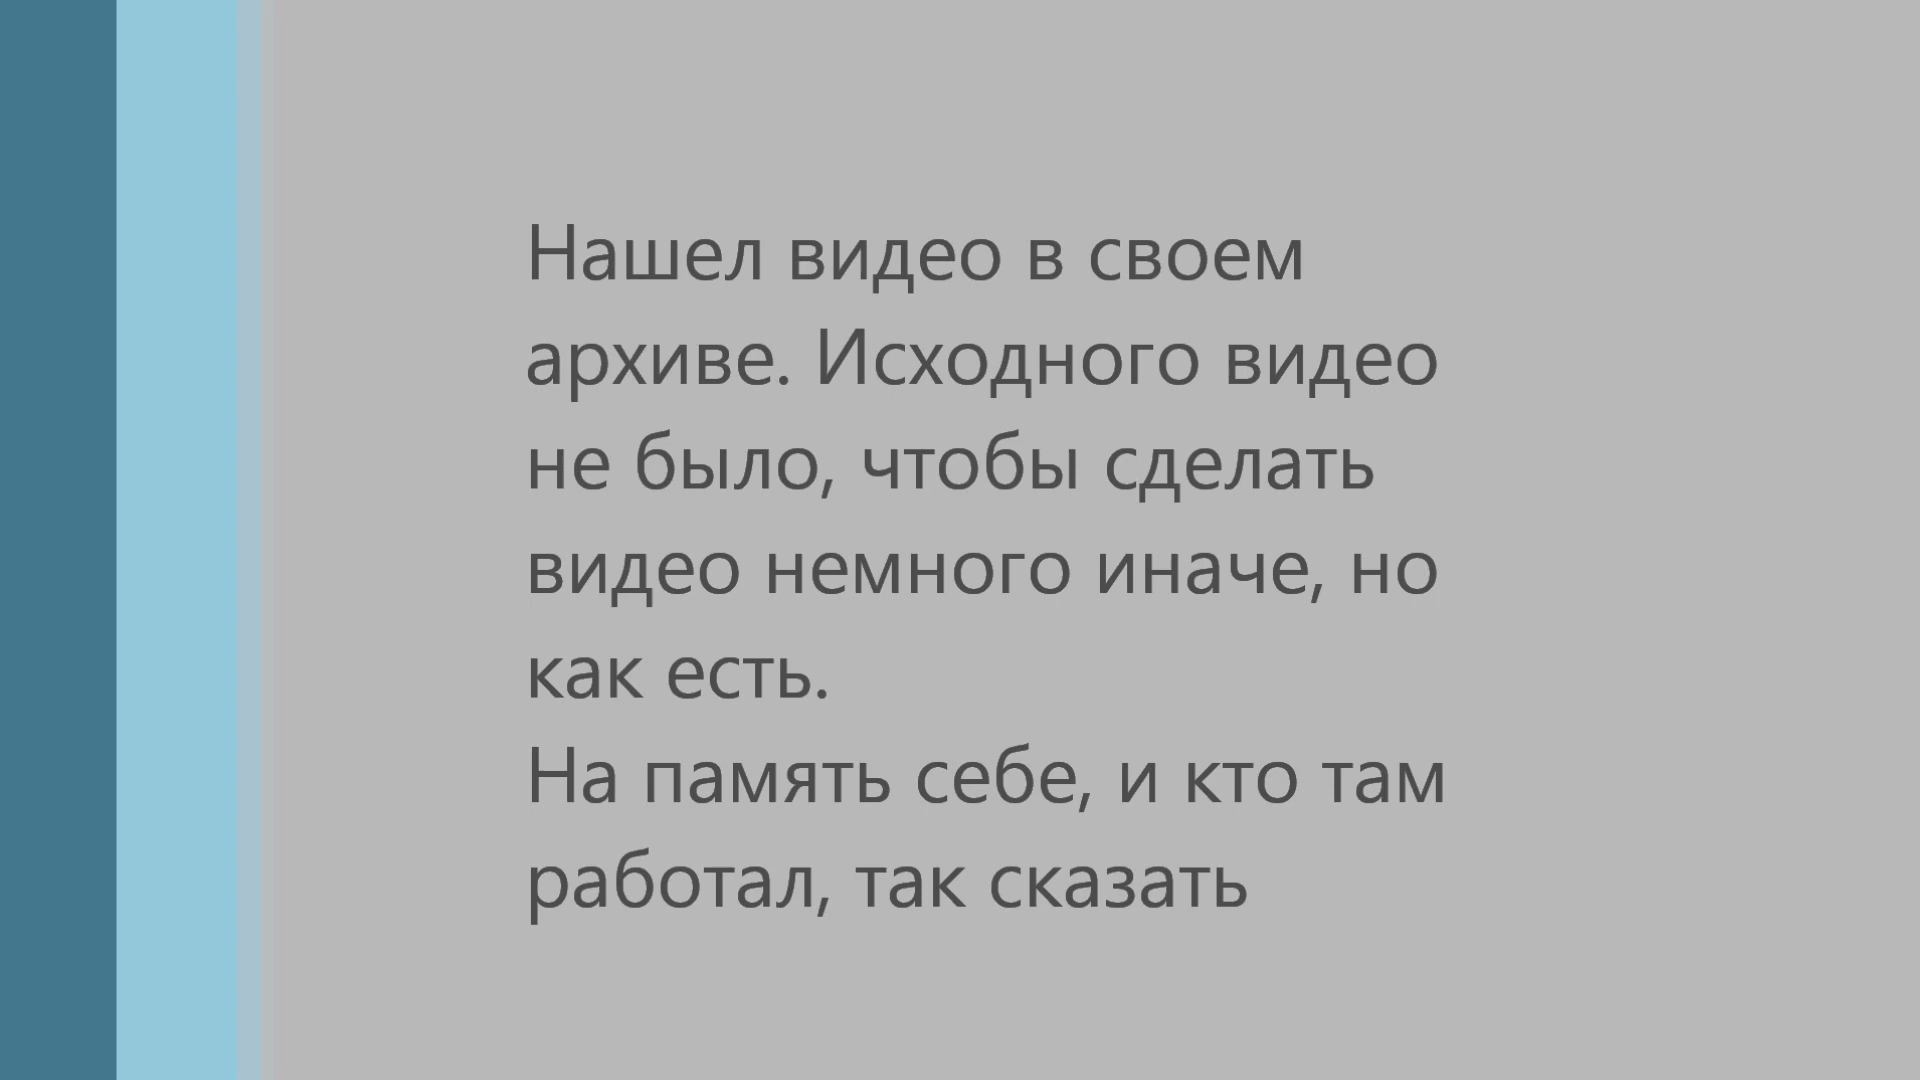 Нашел видео в своем
архиве. Исходного видео
не было, чтобы сделать
видео немного иначе, но
как есть.
На память себе, и кто там
работал, так сказать